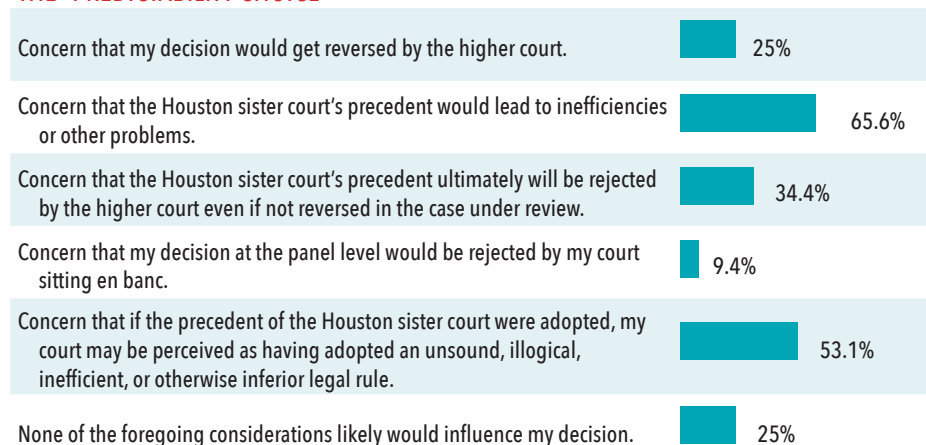 Concern that my decision would get reversed by the higher court. 25%
Concern that the Houston sister court's precedent would lead to inefficiencies
or other problems. 65.6%
Concern that the Houston sister court's precedent ultimately will be rejected
by the higher court even if not reversed in the case under review. 34.4%
Concern that my decision at the panel level would be rejected by my court
sitting en banc. 9.4%
Concern that if the precedent of the Houston sister court were adopted, my
court may be perceived as having adopted an unsound, illogical,
inefficient, or otherwise inferior legal rule. 53.1%
None of the foregoing considerations likely would influence my decision. 25%